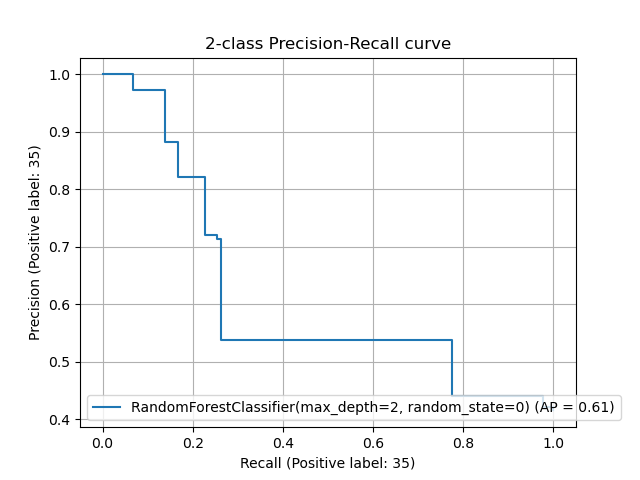 2-class Precision-Recall curve
Precision (Positive label: 35)
1.0
0.9
0.8
0.7
0.6
0.5
0.4
RandomForestClassifier(max_depth=2, random_state=0) (AP = 0.61)
0.0 0.2 0.4 0.6 0.8 1.0
Recall (Positive label: 35)